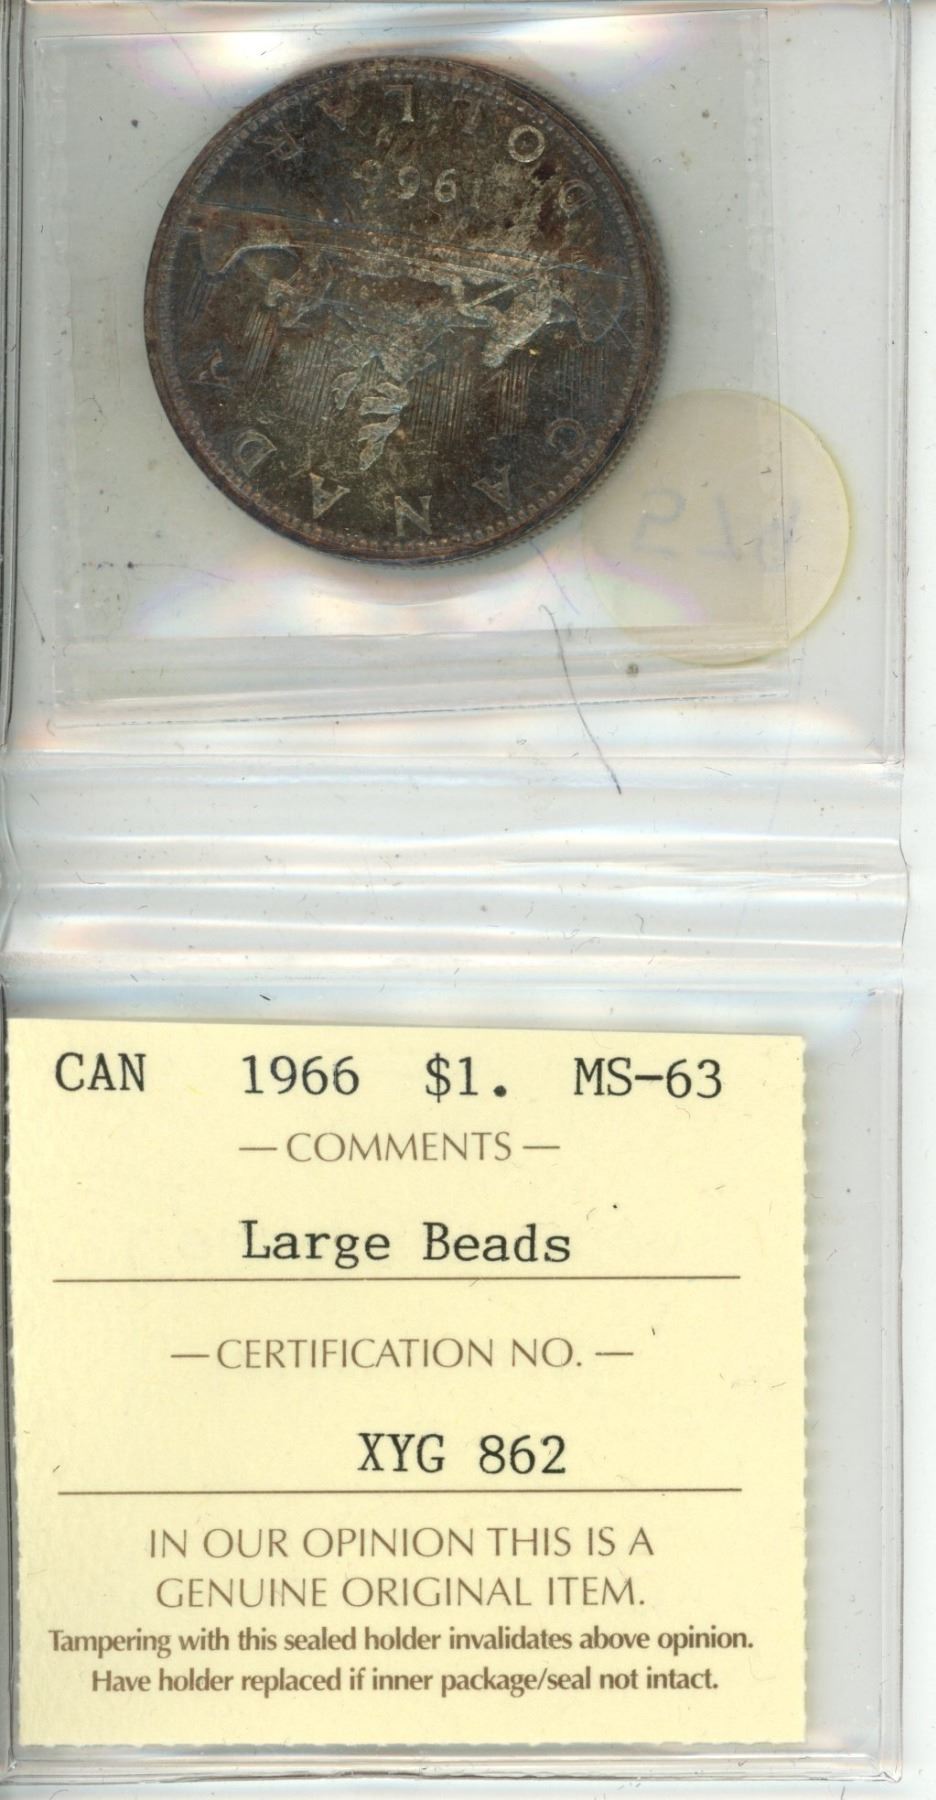 CANADA
1966
DOLLAR
CAN 1966 $1. MS-63
— COMMENTS —
Large Beads
— CERTIFICATION NO. —
XYG 862
IN OUR OPINION THIS IS A
GENUINE ORIGINAL ITEM.
Tampering with this sealed holder invalidates above opinion.
Have holder replaced if inner package/seal not intact.